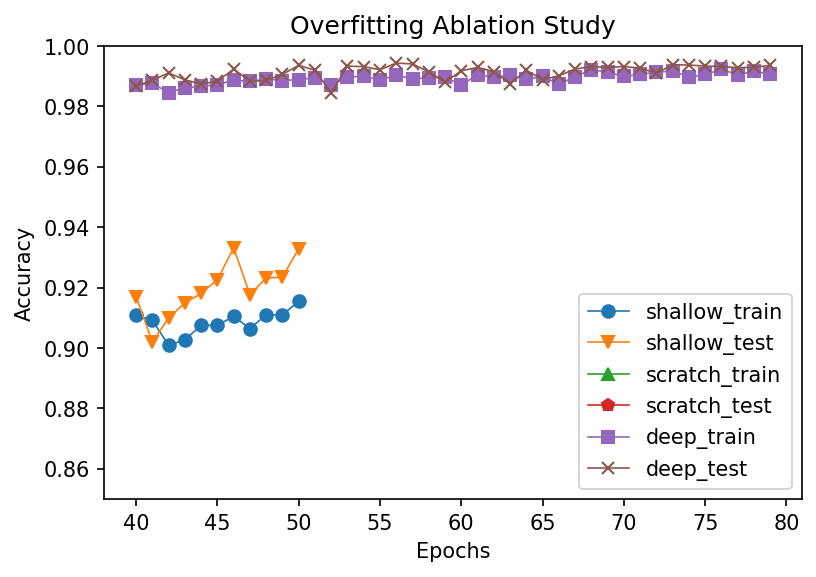 Overfitting Ablation Study
1.00
0.98
0.96
0.94
0.92
0.90
0.88
0.86
Accuracy
shallow_train
shallow_test
scratch_train
scratch_test
deep_train
deep_test
40 45 50 55 60 65 70 75 80
Epochs